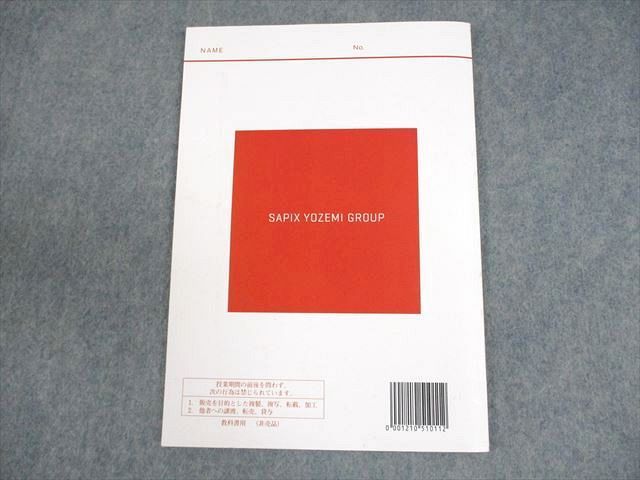 NAME No.
SAPIX YOZEMI GROUP
授業期間の前後を問わず、
次の行為は禁じられています。
1. 販売を目的とした複製、複写、転載、加工
2. 他者への譲渡、転売、貸与
教科書用 （非売品）
0 001210 510112